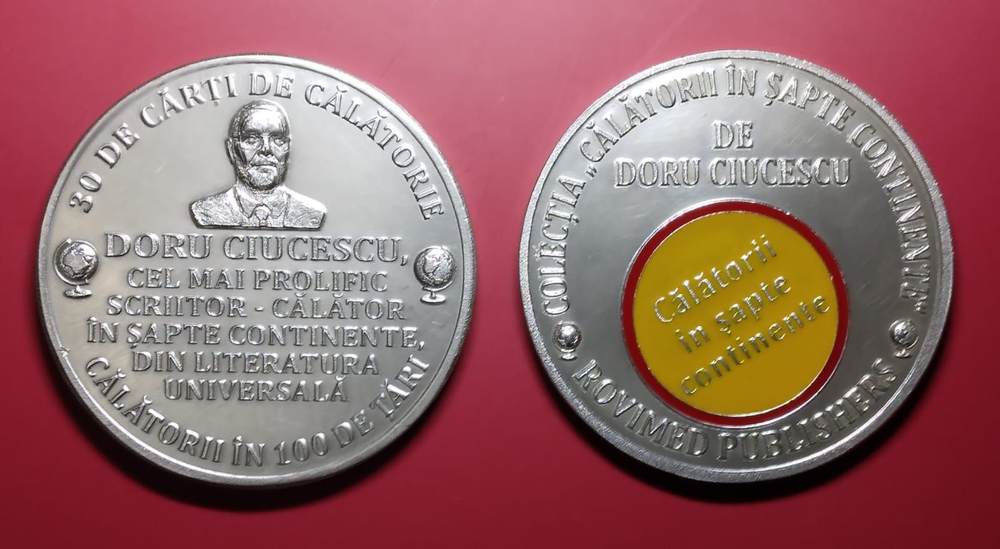 30 DE CĂRȚI DE CĂLĂTORIE
DORU CIUCESCU,
CEL MAI PROLIFIC
SCRIITOR - CĂLĂTOR
ÎN ȘAPTE CONTINENTE,
DIN LITERATURA
UNIVERSALĂ
CĂLĂTORII ÎN 100 DE ȚĂRI
COLECȚIA „CĂLĂTORII ÎN ȘAPTE CONTINENTE"
DE
DORU CIUCESCU
Călătorii
în șapte
continente
ROVIMED PUBLISHERS